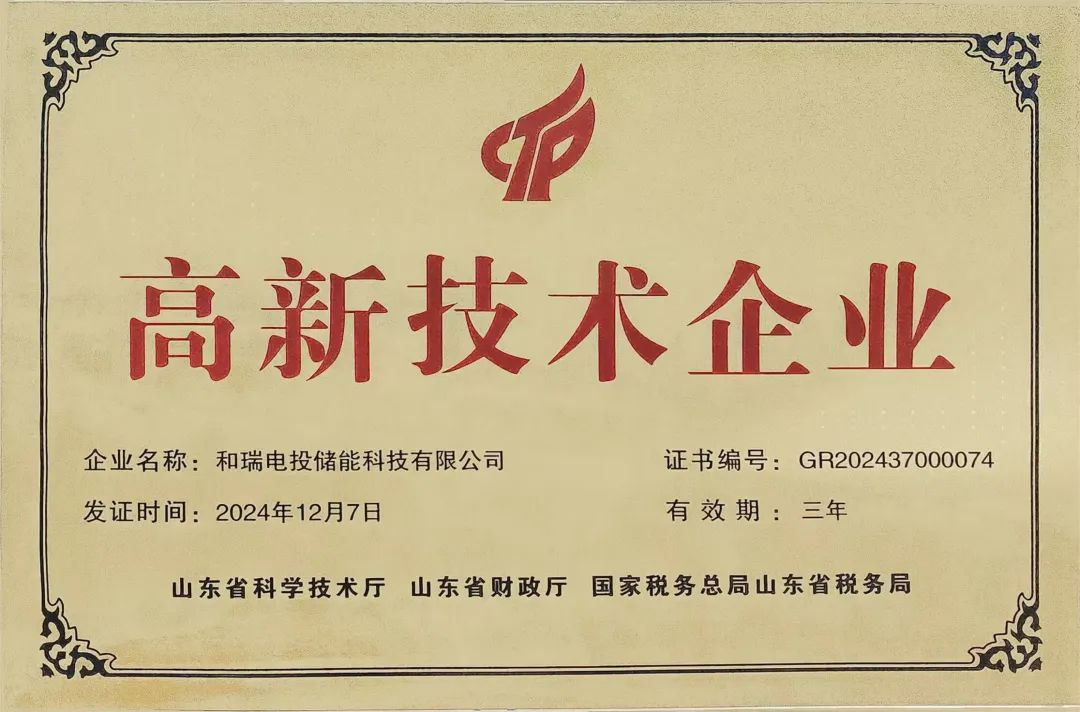 高新技术企业
企业名称：和瑞电投储能科技有限公司 证书编号：GR202437000074
发证时间：2024年12月7日 有效期：三年
山东省科学技术厅 山东省财政厅 国家税务总局山东省税务局